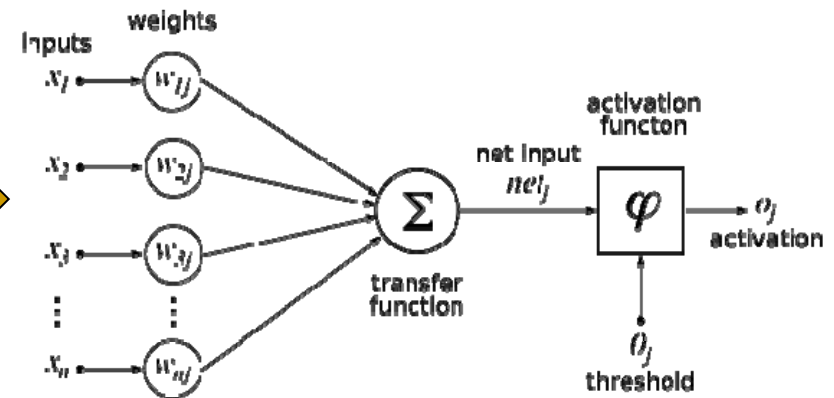 weights
inputs
x1
w1j
x2
w2j
x3
w3j
⋮
⋮
xn
wnj
Σ
transfer
function
net input
netj
activation
functon
φ
oj
activation
θj
threshold